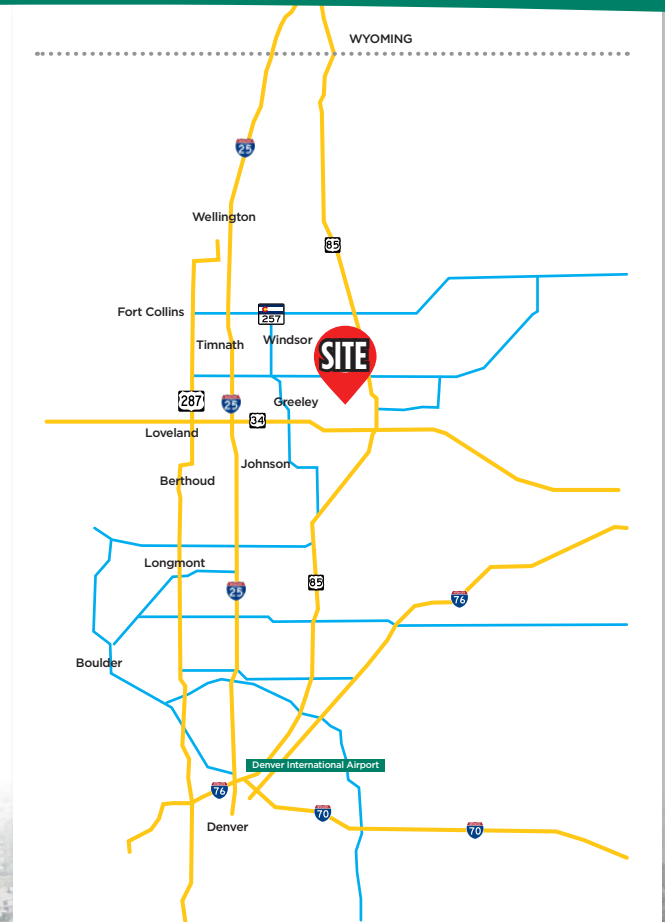 WYOMING
25
Wellington
85
Fort Collins
257
Timnath
Windsor
SITE
287
25
Greeley
34
Loveland
Johnson
Berthoud
Longmont
25
85
76
Boulder
Denver International Airport
76
70
Denver
70